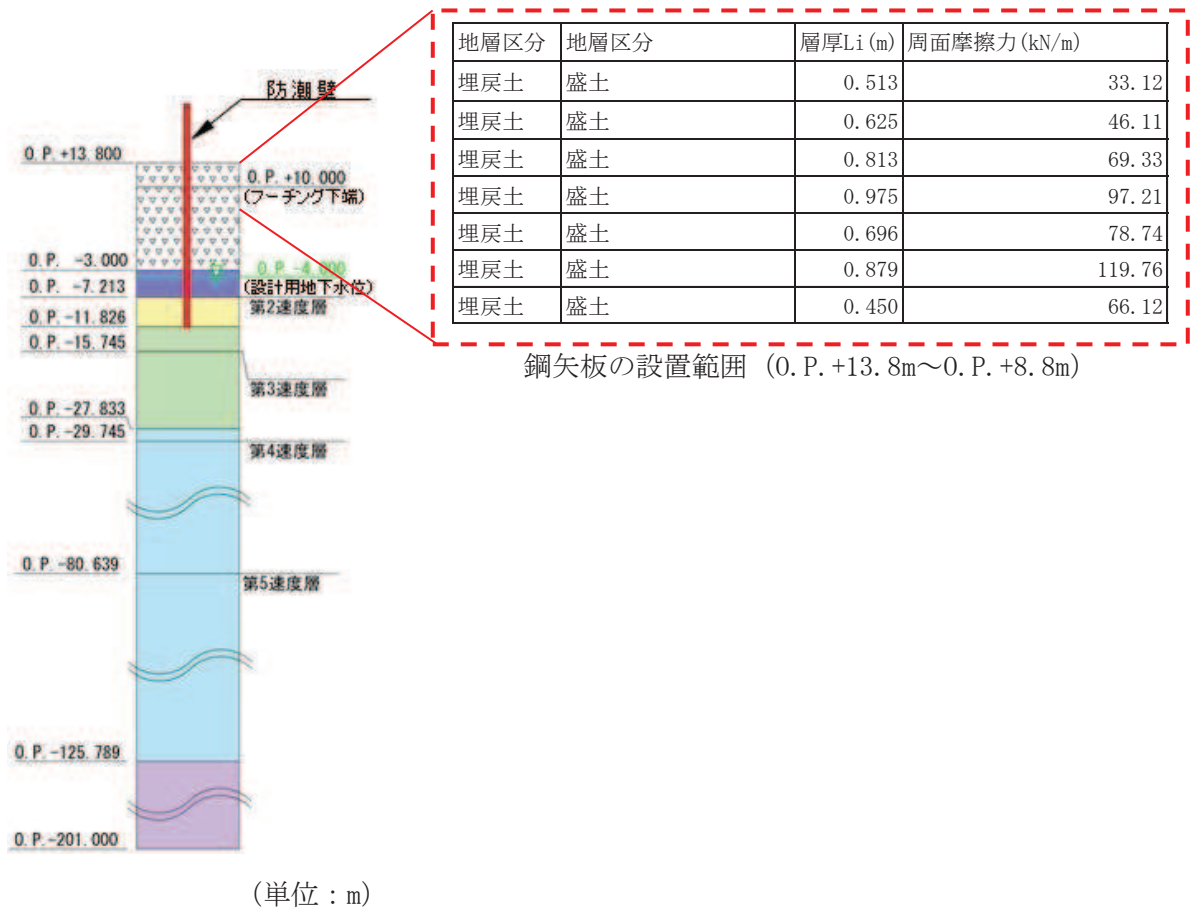 地層区分 地層区分 層厚Li(m) 周面摩擦力(kN/m)
埋戻土 盛土 0.513 33.12
埋戻土 盛土 0.625 46.11
埋戻土 盛土 0.813 69.33
埋戻土 盛土 0.975 97.21
埋戻土 盛土 0.696 78.74
埋戻土 盛土 0.879 119.76
埋戻土 盛土 0.450 66.12
鋼矢板の設置範囲 (O.P.+13.8m～O.P.+8.8m)
防潮壁
O.P.+13.800
O.P.+10.000
(フーチング下端)
O.P. -3.000
O.P.-4.000
O.P. -7.213
(設計用地下水位)
第2速度層
O.P.-11.826
O.P.-15.745
第3速度層
O.P.-27.833
O.P.-29.745
第4速度層
O.P.-80.639
第5速度層
O.P.-125.789
O.P.-201.000
(単位：m)